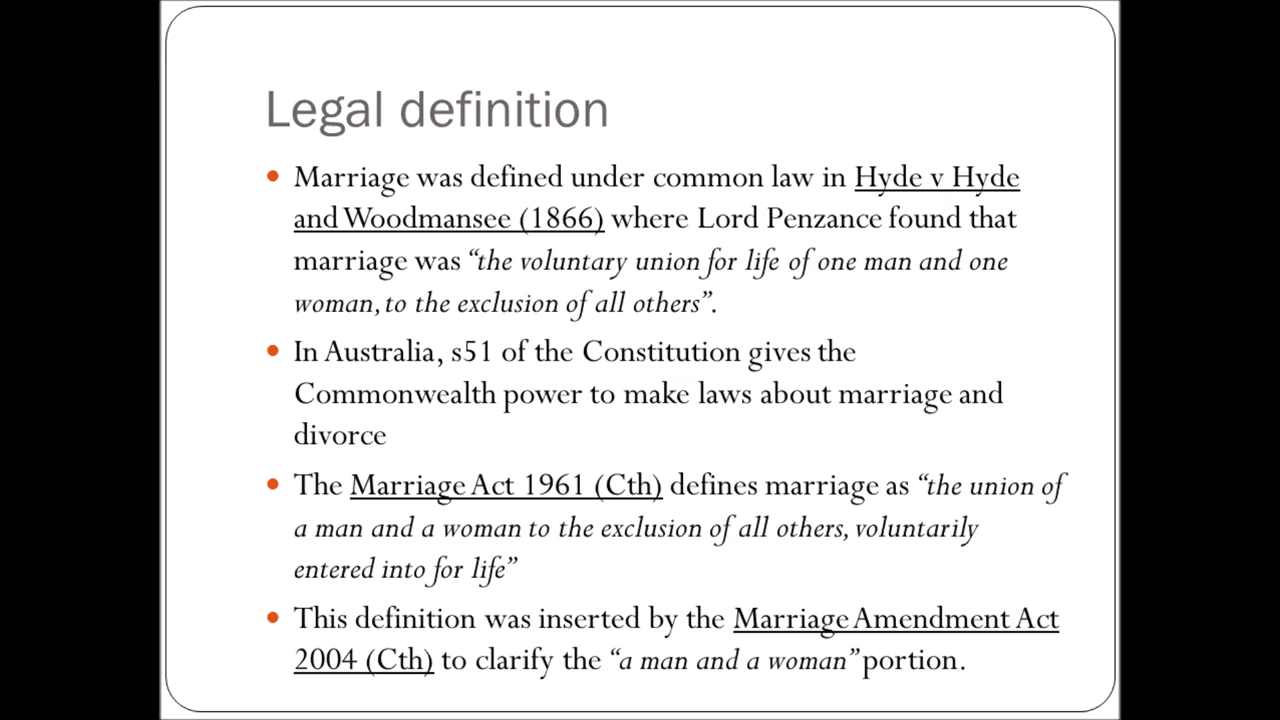 Legal definition
Marriage was defined under common law in Hyde v Hyde
and Woodmansee (1866) where Lord Penzance found that
marriage was “the voluntary union for life of one man and one
woman, to the exclusion of all others”.
In Australia, s51 of the Constitution gives the
Commonwealth power to make laws about marriage and
divorce
The Marriage Act 1961 (Cth) defines marriage as “the union of
a man and a woman to the exclusion of all others, voluntarily
entered into for life”
This definition was inserted by the Marriage Amendment Act
2004 (Cth) to clarify the “a man and a woman” portion.